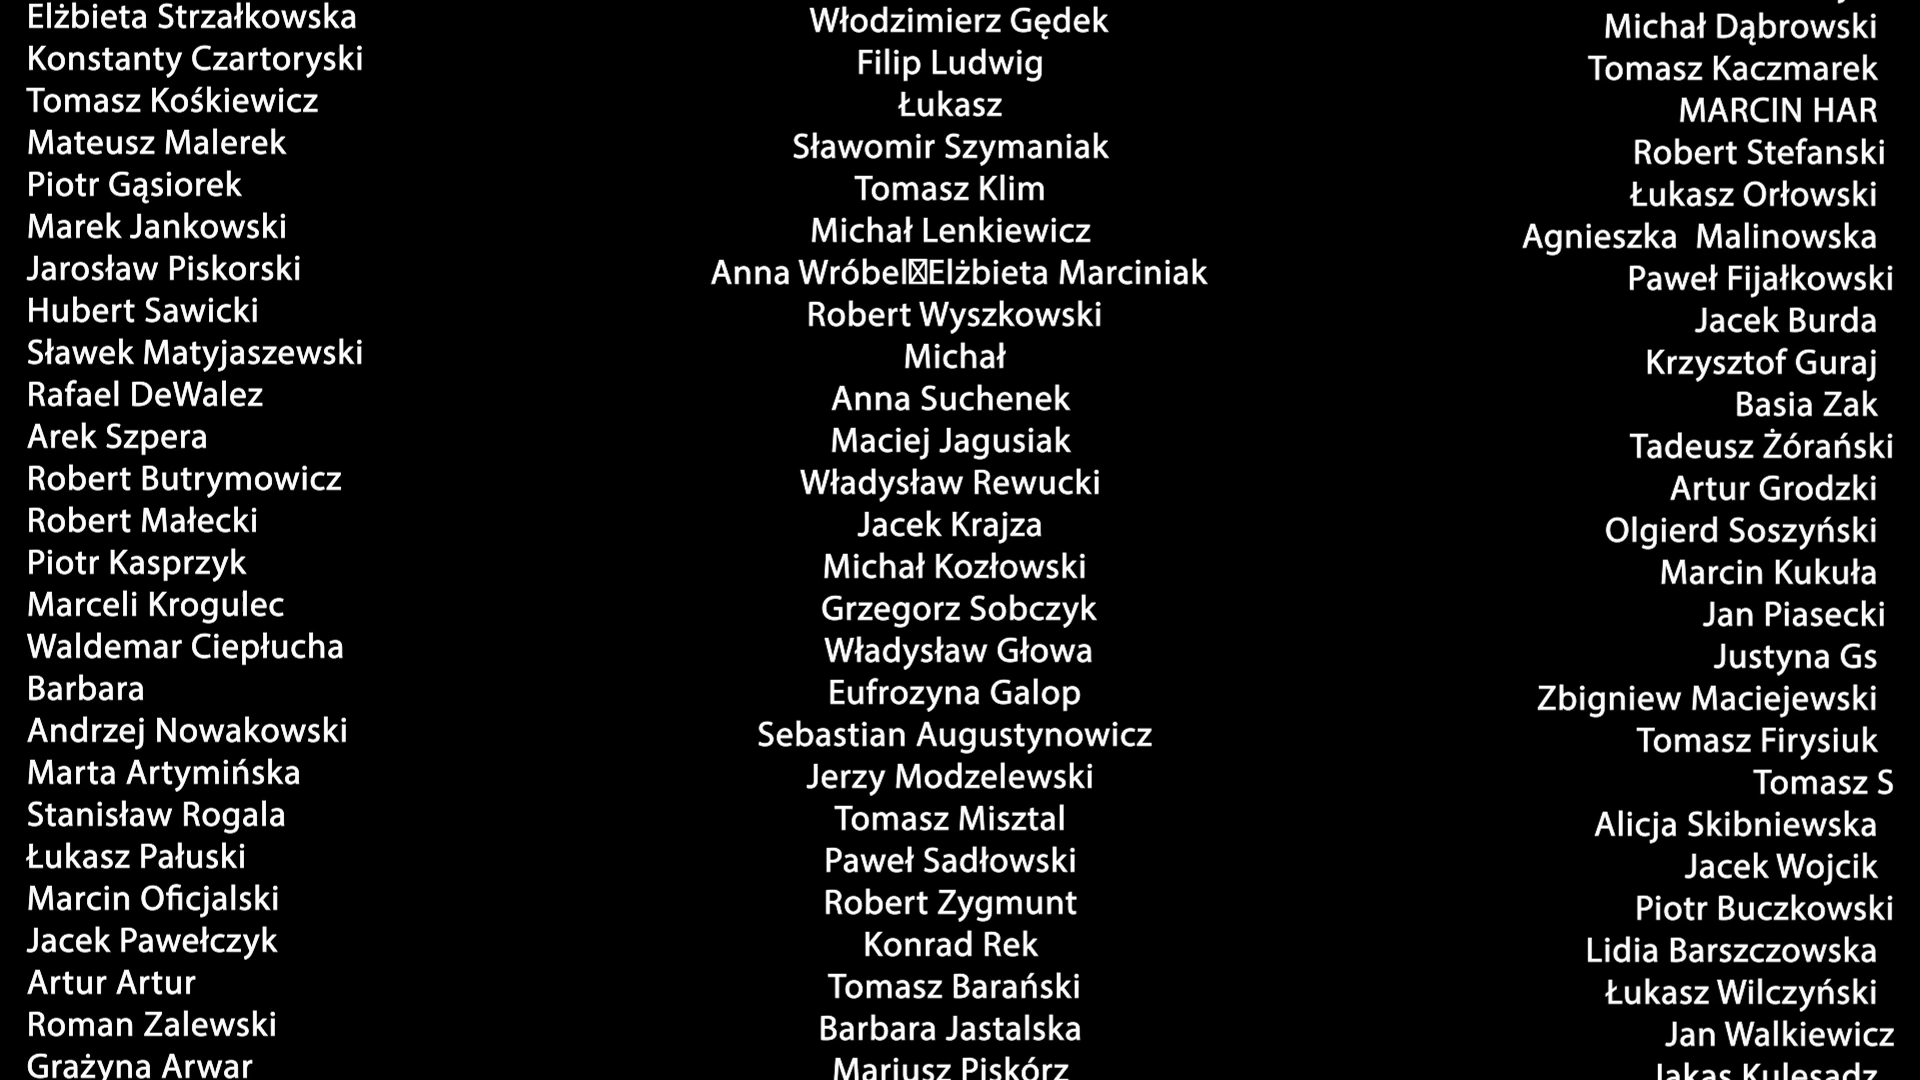 Elżbieta Strzałkowska
Konstanty Czartoryski
Tomasz Kośkiewicz
Mateusz Malerek
Piotr Gąsiorek
Marek Jankowski
Jarosław Piskorski
Hubert Sawicki
Sławek Matyjaszewski
Rafael DeWalez
Arek Szpera
Robert Butrymowicz
Robert Małecki
Piotr Kasprzyk
Marceli Krogulec
Waldemar Ciepłucha
Barbara
Andrzej Nowakowski
Marta Artymińska
Stanisław Rogala
Łukasz Pałuski
Marcin Oficjalski
Jacek Pawełczyk
Artur Artur
Roman Zalewski
Grażyna Arwar
Włodzimierz Gędek
Filip Ludwig
Łukasz
Sławomir Szymaniak
Tomasz Klim
Michał Lenkiewicz
Anna Wróbel Elżbieta Marciniak
Robert Wyszkowski
Michał
Anna Suchenek
Maciej Jagusiak
Władysław Rewucki
Jacek Krajza
Michał Kozłowski
Grzegorz Sobczyk
Władysław Głowa
Eufrozyna Galop
Sebastian Augustynowicz
Jerzy Modzelewski
Tomasz Misztal
Paweł Sadłowski
Robert Zygmunt
Konrad Rek
Tomasz Barański
Barbara Jastalska
Mariusz Piskórz
Michał Dąbrowski
Tomasz Kaczmarek
MARCIN HAR
Robert Stefanski
Łukasz Orłowski
Agnieszka  Malinowska
Paweł Fijałkowski
Jacek Burda
Krzysztof Guraj
Basia Zak
Tadeusz Żórański
Artur Grodzki
Olgierd Soszyński
Marcin Kukuła
Jan Piasecki
Justyna Gs
Zbigniew Maciejewski
Tomasz Firysiuk
Tomasz S
Alicja Skibniewska
Jacek Wojcik
Piotr Buczkowski
Lidia Barszczowska
Łukasz Wilczyński
Jan Walkiewicz